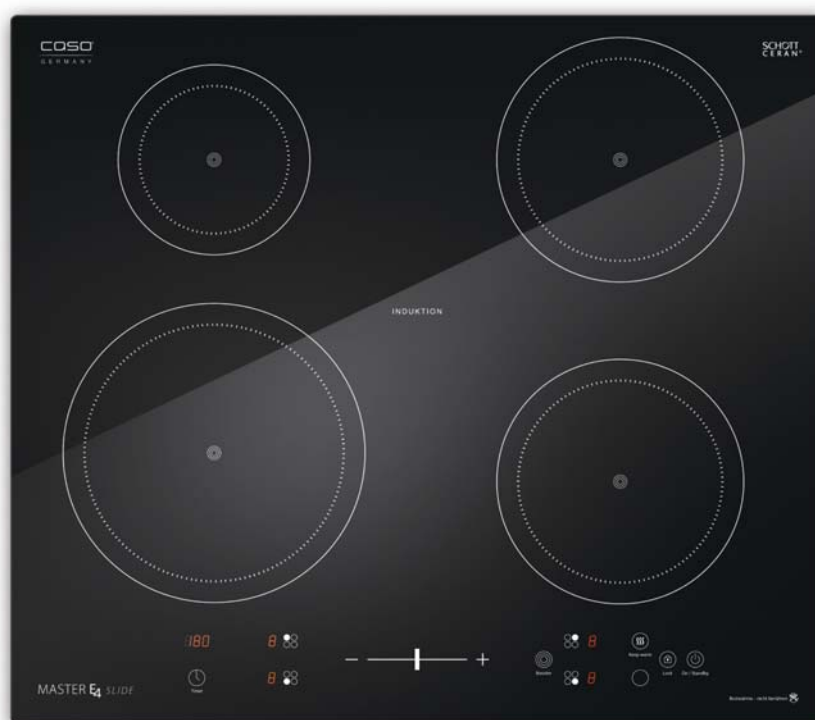 CASO
GERMANY
SCHOTT
CERAN®
INDUKTION
180
8
8
8
8
Timer
Booster
Keep warm
Lock
On / Standby
MASTER E4 SLIDE